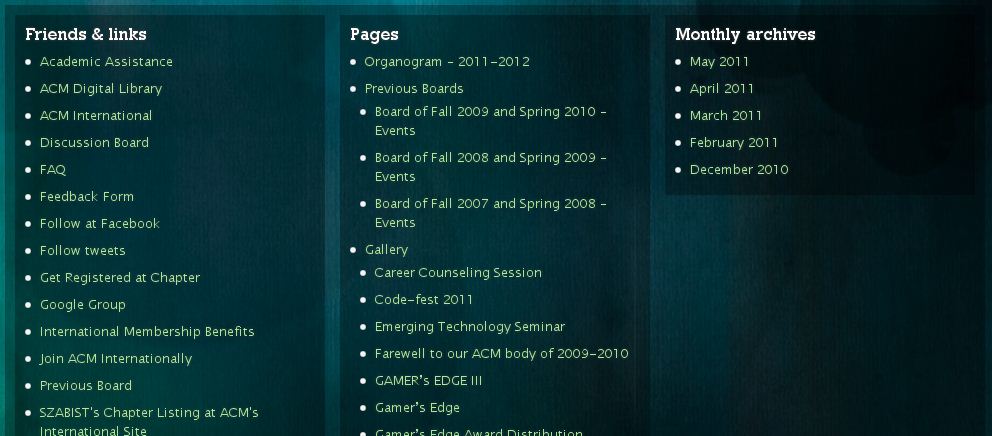 Friends & links
Academic Assistance
ACM Digital Library
ACM International
Discussion Board
FAQ
Feedback Form
Follow at Facebook
Follow tweets
Get Registered at Chapter
Google Group
International Membership Benefits
Join ACM Internationally
Previous Board
SZABIST's Chapter Listing at ACM's
International Site
Pages
Organogram - 2011-2012
Previous Boards
Board of Fall 2009 and Spring 2010 -
Events
Board of Fall 2008 and Spring 2009 -
Events
Board of Fall 2007 and Spring 2008 -
Events
Gallery
Career Counseling Session
Code-fest 2011
Emerging Technology Seminar
Farewell to our ACM body of 2009-2010
GAMER's EDGE III
Gamer's Edge
Gamer's Edge Award Distribution
Monthly archives
May 2011
April 2011
March 2011
February 2011
December 2010